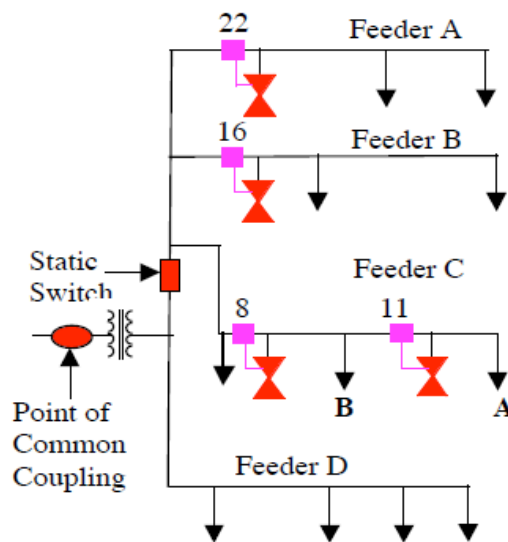 22
Feeder A
16
Feeder B
Static
Switch
Feeder C
8
11
B
A
Point of
Common
Coupling
Feeder D